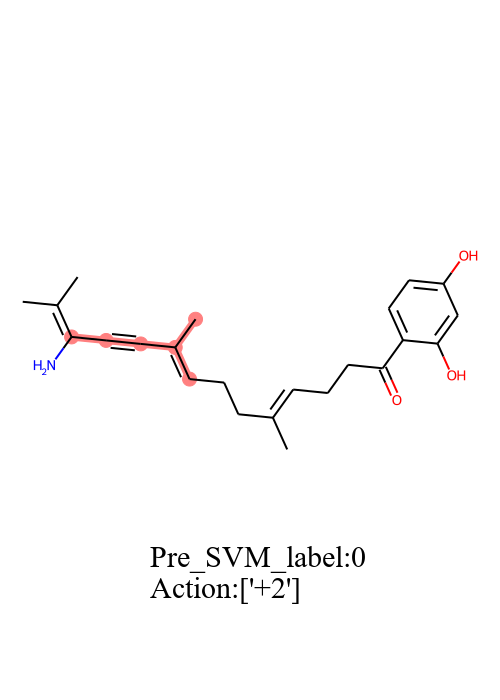 OH
H2N
OH
O
Pre_SVM_label:0
Action:['+2']